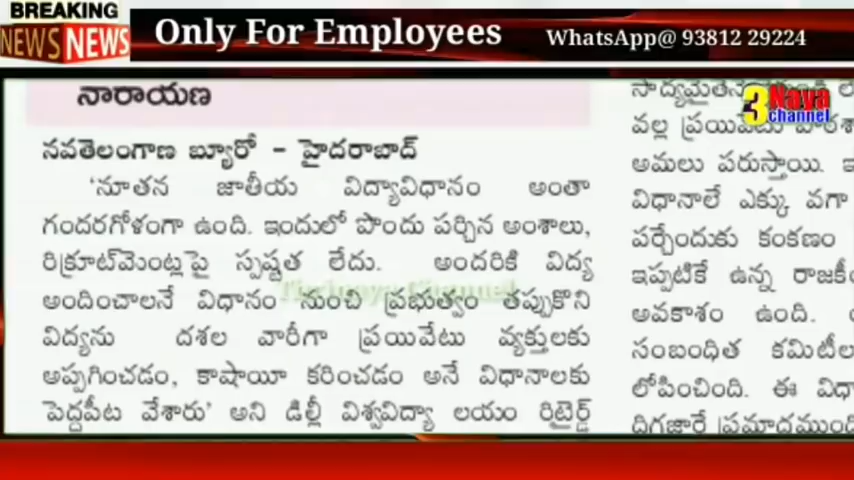 BREAKING
NEWS NEWS
Only For Employees
WhatsApp@ 93812 29224
3 Naya
channel
నారాయణ
నవతెలంగాణ బ్యూరో - హైదరాబాద్
'నూతన జాతీయ విద్యావిధానం అంతా
గందరగోళంగా ఉంది. ఇందులో పొందు పర్చిన అంశాలు,
రిక్రూట్‌మెంట్లపై స్పష్టత లేదు. అందరికి విద్య
అందించాలనే విధానం నుంచి ప్రభుత్వం తప్పుకొని
విద్యను దశల వారీగా ప్రయివేటు వ్యక్తులకు
అప్పగించడం, కాషాయీ కరించడం అనే విధానాలకు
పెద్దపీట వేశారు' అని డిల్లీ విశ్వవిద్యా లయం రిటైర్డ్
వల్ల ప్రయివేటు
అమలు పరుస్తాయి.
విధానాలే ఎక్కు వగా
పర్చేందుకు కంకణం
ఇప్పటికే ఉన్న
అవకాశం ఉంది.
సంబంధిత కమిటీల
లోపించింది. ఈ
దిగజారే